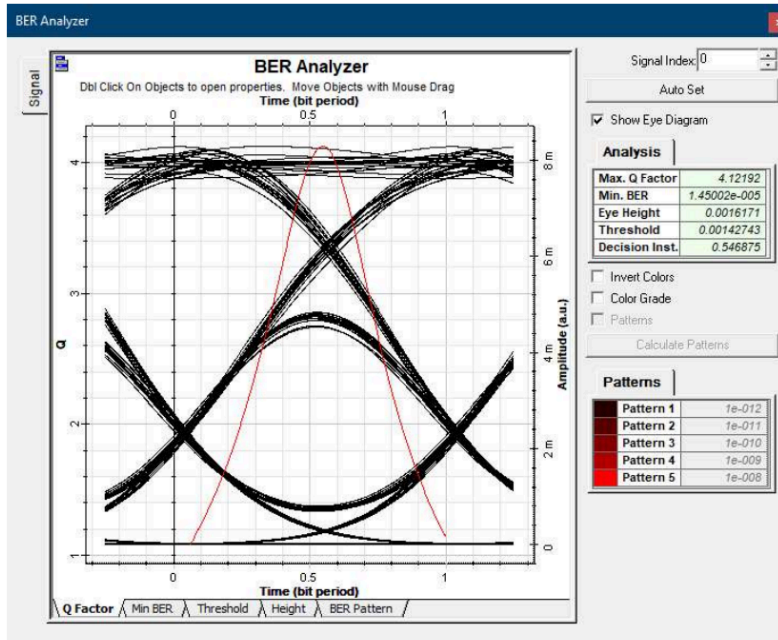 BER Analyzer
Signal
BER Analyzer
Dbl Click On Objects to open properties. Move Objects with Mouse Drag
Time (bit period)
0 0.5 1
Q
1 2 3 4
Amplitude (a.u.)
0 2 m 4 m 6 m 8 m
0 0.5 1
Time (bit period)
Q Factor Min BER Threshold Height BER Pattern
Signal Index: 0
Auto Set
Show Eye Diagram
Analysis
Max. Q Factor 4.12192
Min. BER 1.45002e-005
Eye Height 0.0016171
Threshold 0.00142743
Decision Inst. 0.546875
Invert Colors
Color Grade
Patterns
Calculate Patterns
Patterns
Pattern 1 1e-012
Pattern 2 1e-011
Pattern 3 1e-010
Pattern 4 1e-009
Pattern 5 1e-008